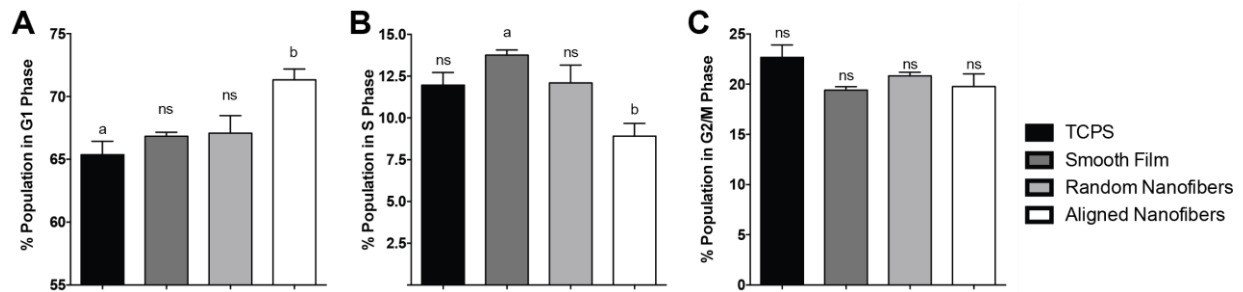 A
% Population in G1 Phase
75
70
65
60
55
a
ns
ns
b
B
% Population in S Phase
15.0
12.5
10.0
7.5
5.0
2.5
ns
a
ns
b
C
% Population in G2/M Phase
25
20
15
10
5
0
ns
ns
ns
ns
TCPS
Smooth Film
Random Nanofibers
Aligned Nanofibers